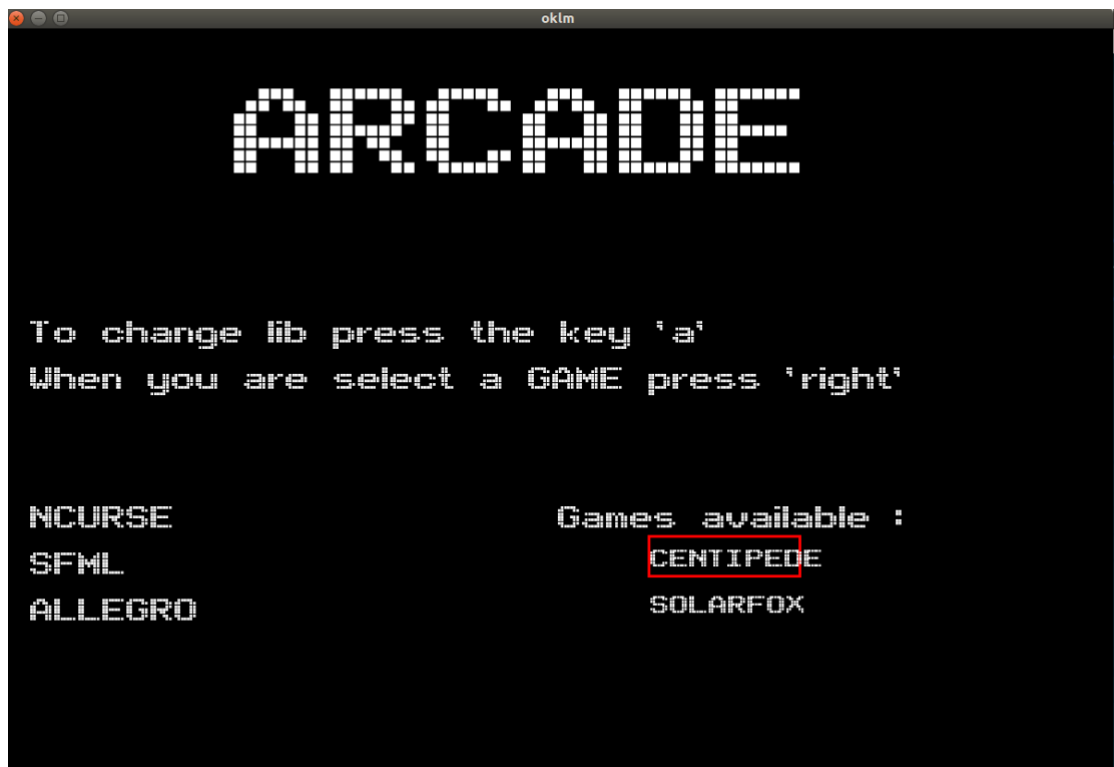 oklm
ARCADE
To change lib press the key 'a'
When you are select a GAME press 'right'
NCURSE
SFML
ALLEGRO
Games available :
CENTIPEDE
SOLARFOX